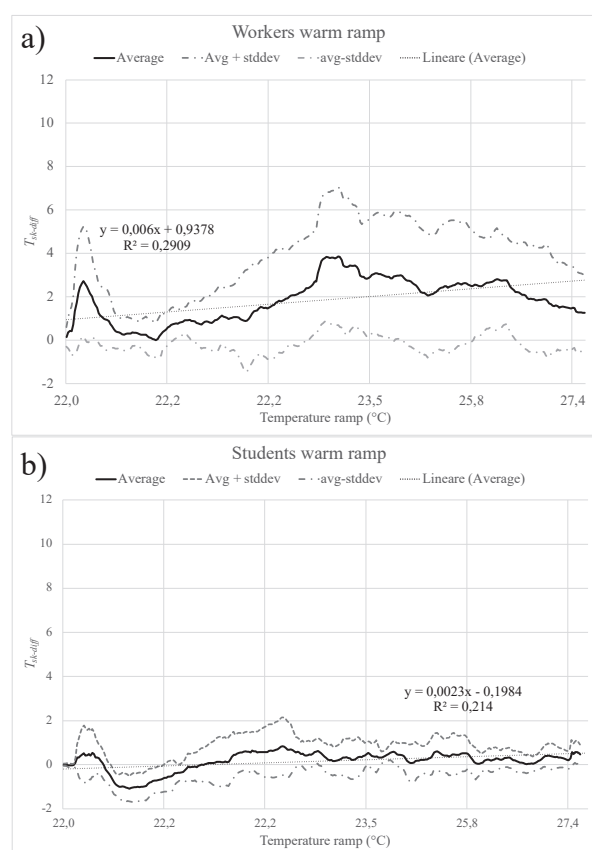 a)
Workers warm ramp
Average Avg + stddev avg-stddev Lineare (Average)
12
10
8
6
4
2
0
-2
T sk-diff
y = 0,006x + 0,9378
R² = 0,2909
22,0 22,2 22,2 23,5 25,8 27,4
Temperature ramp (°C)
b)
Students warm ramp
Average Avg + stddev avg-stddev Lineare (Average)
12
10
8
6
4
2
0
-2
T sk-diff
y = 0,0023x - 0,1984
R² = 0,214
22,0 22,2 22,2 23,5 25,8 27,4
Temperature ramp (°C)